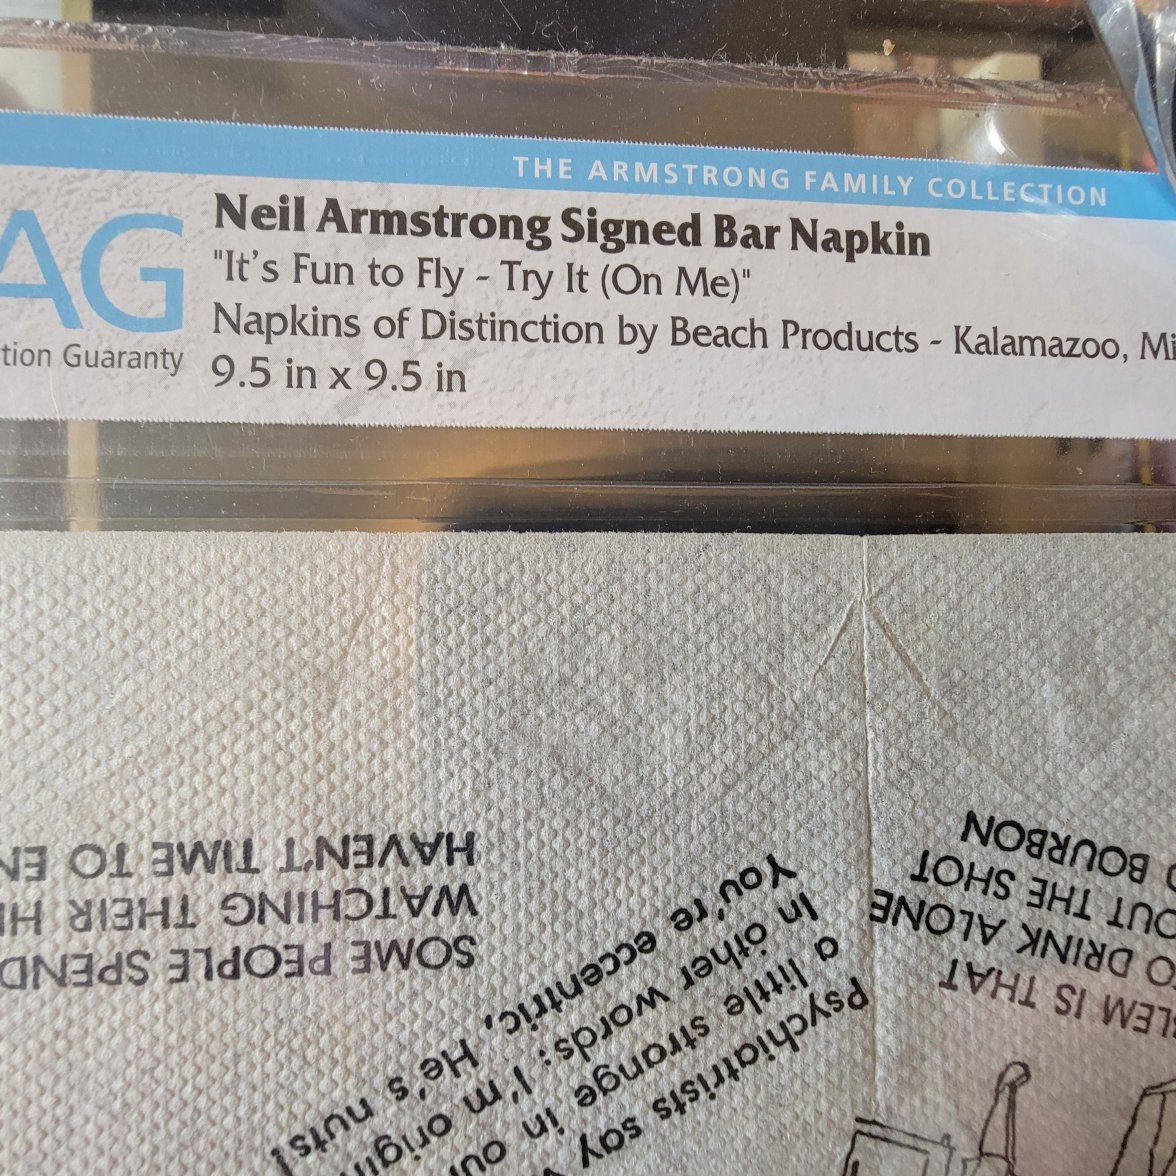 THE ARMSTRONG FAMILY COLLECTION
AG
tion Guaranty
Neil Armstrong Signed Bar Napkin
"It's Fun to Fly - Try It (On Me)"
Napkins of Distinction by Beach Products - Kalamazoo, Mi
9.5 in x 9.5 in
SOME PEOPLE SPEND
WATCHING THEIR H
HAVEN'T TIME TO EN
Psychiatrists say
a little strange in ou
In other words: I'm origin
You're eccentric, He's nuts!
LEM IS THAT
O DRINK ALONE
OUT THE SHOT
BOURBON